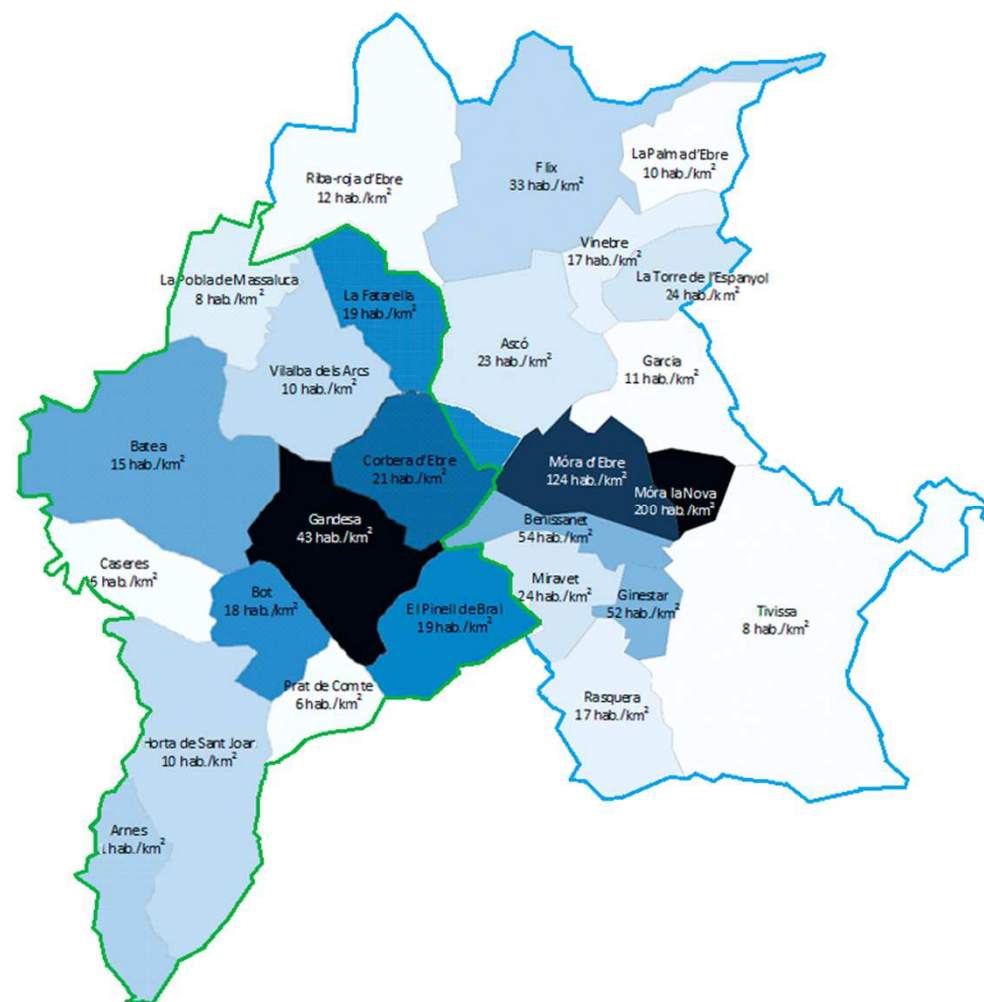 Flix
33 hab./km²
La Palma d'Ebre
10 hab./km²
Riba-roja d'Ebre
12 hab./km²
Vinebre
17 hab./km²
La Pobla de Massaluca
8 hab./km²
La Torre de l'Espanyol
24 hab./km²
La Fatarella
19 hab./km²
Ascó
23 hab./km²
Garcia
11 hab./km²
Vilalba dels Arcs
10 hab./km²
Batea
15 hab./km²
Corbera d'Ebre
21 hab./km²
Móra d'Ebre
124 hab./km²
Móra la Nova
200 hab./km²
Gandesa
43 hab./km²
Benissanet
54 hab./km²
Caseres
6 hab./km²
Bot
18 hab./km²
Miravet
24 hab./km²
Ginestar
52 hab./km²
El Pinell de Brai
19 hab./km²
Tivissa
8 hab./km²
Prat de Comte
6 hab./km²
Rasquera
17 hab./km²
Horta de Sant Joan
10 hab./km²
Arnes
hab./km²